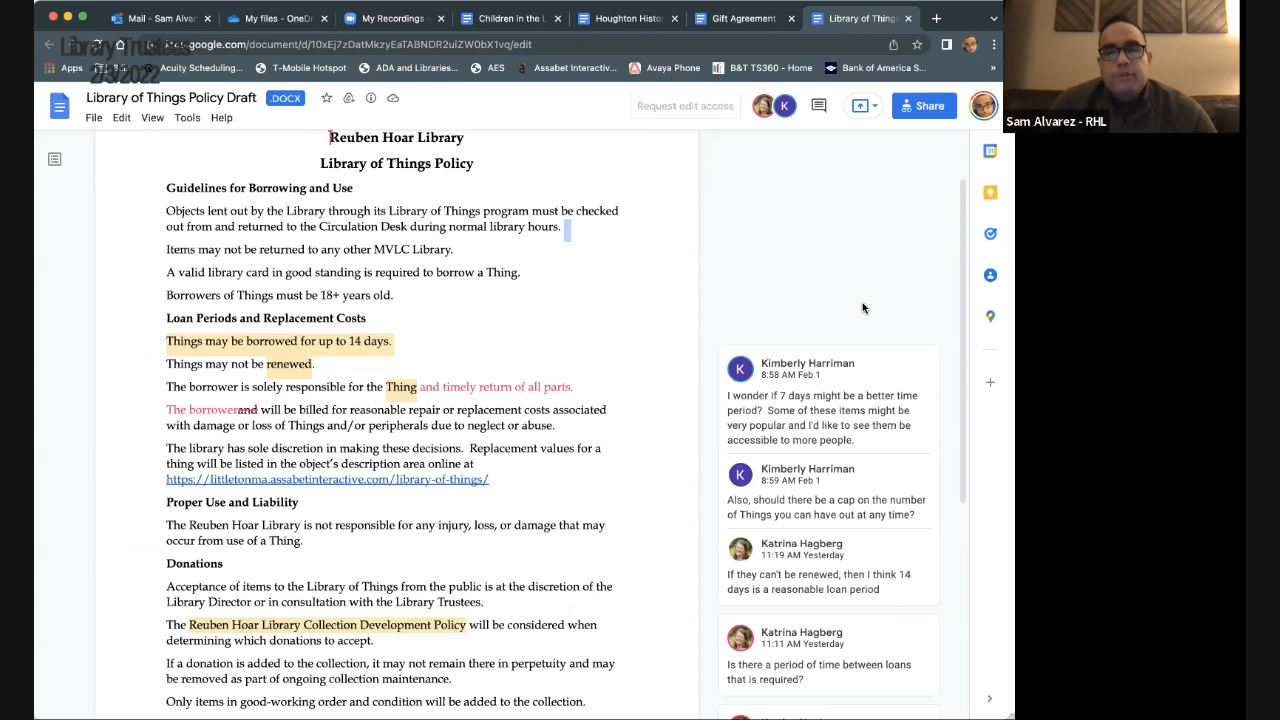 Mail - Sam Alvar
My files - OneDr
My Recordings -
Children in the L
Houghton Histor
Gift Agreement
Library of Things
google.com/document/d/10xEj7zDatMkzyEaTABNDR2uiZW0bX1vq/edit
Library Trustees
2/3/2022
Apps
Acuity Scheduling...
T-Mobile Hotspot
ADA and Libraries...
AES
Assabet Interactiv...
Avaya Phone
B&T TS360 - Home
Bank of America S...
»
Library of Things Policy Draft
.DOCX
File Edit View Tools Help
Request edit access
K
Share
Sam Alvarez - RHL
Reuben Hoar Library
Library of Things Policy
Guidelines for Borrowing and Use
Objects lent out by the Library through its Library of Things program must be checked
out from and returned to the Circulation Desk during normal library hours.
Items may not be returned to any other MVLC Library.
A valid library card in good standing is required to borrow a Thing.
Borrowers of Things must be 18+ years old.
Loan Periods and Replacement Costs
Things may be borrowed for up to 14 days.
Things may not be renewed.
The borrower is solely responsible for the Thing and timely return of all parts.
The borrowerand will be billed for reasonable repair or replacement costs associated
with damage or loss of Things and/or peripherals due to neglect or abuse.
The library has sole discretion in making these decisions. Replacement values for a
thing will be listed in the object's description area online at
https://littletonma.assabetinteractive.com/library-of-things/
Proper Use and Liability
The Reuben Hoar Library is not responsible for any injury, loss, or damage that may
occur from use of a Thing.
Donations
Acceptance of items to the Library of Things from the public is at the discretion of the
Library Director or in consultation with the Library Trustees.
The Reuben Hoar Library Collection Development Policy will be considered when
determining which donations to accept.
If a donation is added to the collection, it may not remain there in perpetuity and may
be removed as part of ongoing collection maintenance.
Only items in good-working order and condition will be added to the collection.
K
Kimberly Harriman
8:58 AM Feb 1
I wonder if 7 days might be a better time
period? Some of these items might be
very popular and I'd like to see them be
accessible to more people.
K
Kimberly Harriman
8:59 AM Feb 1
Also, should there be a cap on the number
of Things you can have out at any time?
Katrina Hagberg
11:19 AM Yesterday
If they can't be renewed, then I think 14
days is a reasonable loan period
Katrina Hagberg
11:11 AM Yesterday
Is there a period of time between loans
that is required?
31